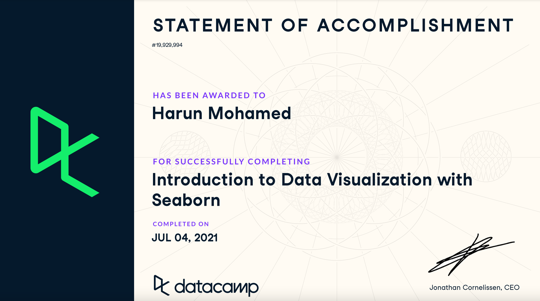 STATEMENT OF ACCOMPLISHMENT
#19,929,994
HAS BEEN AWARDED TO
Harun Mohamed
FOR SUCCESSFULLY COMPLETING
Introduction to Data Visualization with
Seaborn
COMPLETED ON
JUL 04, 2021
datacamp
Jonathan Cornelissen, CEO